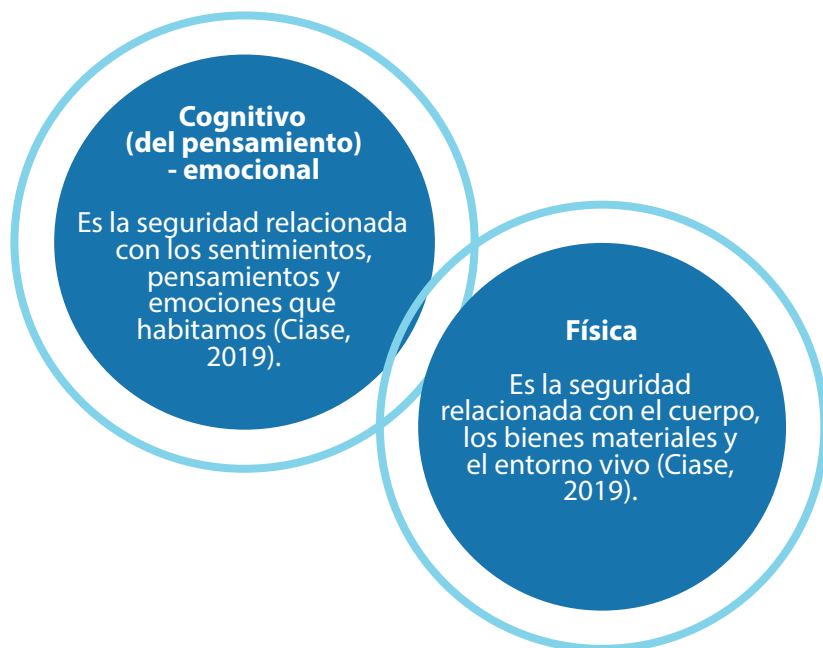 Cognitivo
(del pensamiento)
- emocional
Es la seguridad relacionada
con los sentimientos,
pensamientos y
emociones que
habitamos (Ciase,
2019).
Física
Es la seguridad
relacionada con el cuerpo,
los bienes materiales y
el entorno vivo (Ciase,
2019).